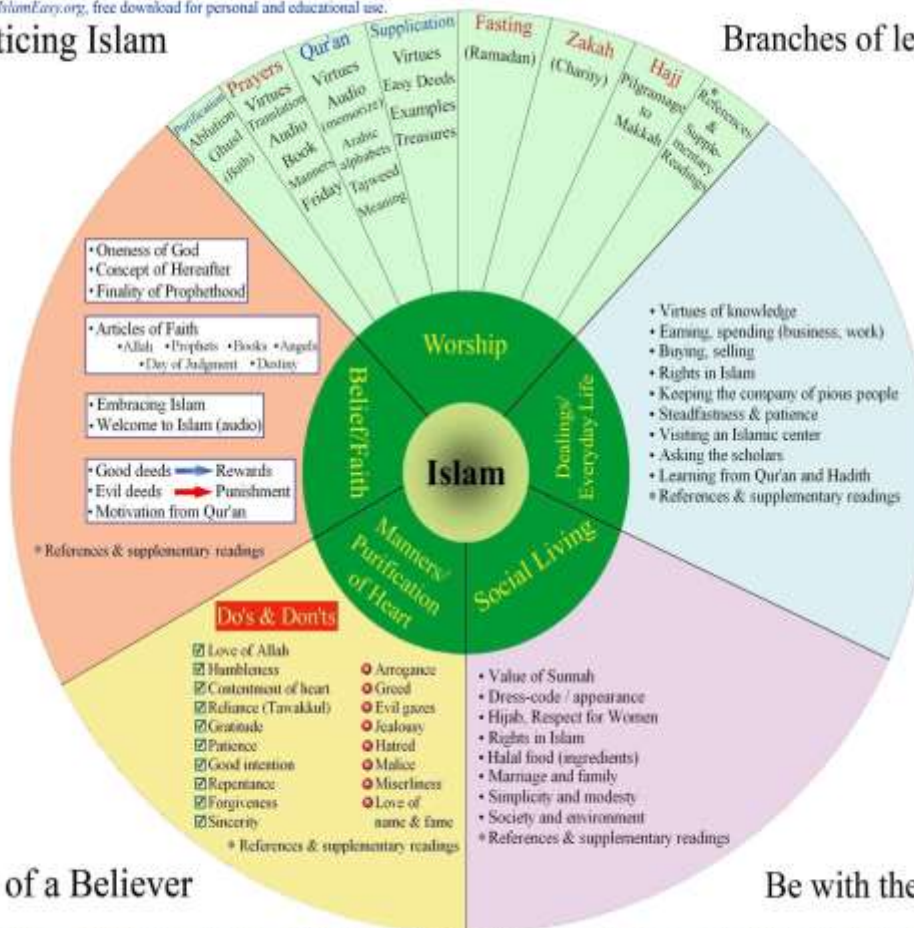 IslamEasy.org, free download for personal and educational use.
ticing Islam
Branches of le
Purification
Ablution
Ghusl
(Bath)
Prayers
Virtues
Translation
Audio
Book
Manners
Friday
Qur'an
Virtues
Audio
(memorize)
Arabic
alphabets
Tajweed
Meaning
Supplication
Virtues
Easy Deeds
Examples
Treasures
Fasting
(Ramadan)
Zakah
(Charity)
Hajj
Pilgramage
to
Makkah
* References
&
Supple-
mentary
Readings
• Oneness of God
• Concept of Hereafter
• Finality of Prophethood
• Articles of Faith
• Allah • Prophets • Books • Angels
• Day of Judgment • Destiny
• Embracing Islam
• Welcome to Islam (audio)
• Good deeds Rewards
• Evil deeds Punishment
• Motivation from Qur'an
* References & supplementary readings
Worship
Belief/Faith
Dealings/
Everyday Life
Islam
Manners/
Purification
of Heart
Social Living
• Virtues of knowledge
• Earning, spending (business, work)
• Buying, selling
• Rights in Islam
• Keeping the company of pious people
• Steadfastness & patience
• Visiting an Islamic center
• Asking the scholars
• Learning from Qur'an and Hadith
* References & supplementary readings
Do's & Don'ts
Love of Allah
Humbleness
Contentment of heart
Reliance (Tawakkul)
Gratitude
Patience
Good intention
Repentance
Forgiveness
Sincerity
Arrogance
Greed
Evil gazes
Jealousy
Hatred
Malice
Miserliness
Love of
name & fame
* References & supplementary readings
• Value of Sunnah
• Dress-code / appearance
• Hijab, Respect for Women
• Rights in Islam
• Halal food (ingredients)
• Marriage and family
• Simplicity and modesty
• Society and environment
* References & supplementary readings
of a Believer
Be with the